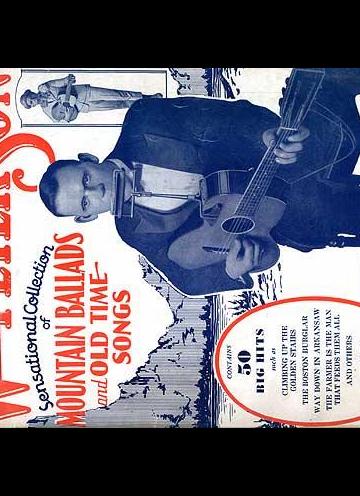 Sensational Collection
of
MOUNTAIN BALLADS
and OLD TIME—
SONGS
CONTAINS
50
BIG HITS
such as
CLIMBING UP THE
GOLDEN STAIRS
THE BOSTON BURGLAR
WAY DOWN IN ARKANSAW
THE FARMER IS THE MAN
THAT FEEDS THEM ALL
AND OTHERS